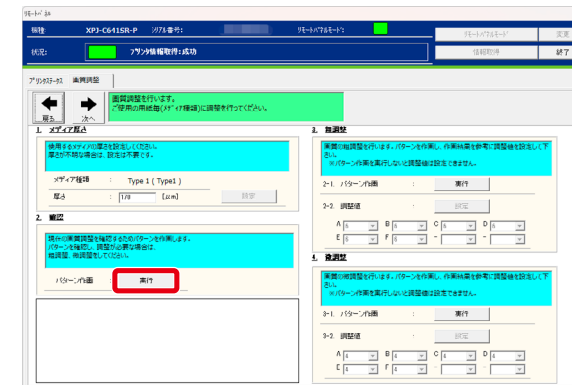 リモートパネル
機種:
XPJ-C641SR-P
シリアル番号:
リモートパネルモード:
リモートパネルモード
変更
状況:
プリンタ情報取得:成功
情報取得
終了
プリンタステータス
画質調整
戻る
次へ
画質調整を行います。
ご使用の用紙毎(メディア種類)に調整を行ってください。
1. メディア厚さ
使用するメディアの厚さを設定してください。
厚さが不明な場合は、設定は不要です。
メディア種類 : Type 1 ( Type1 )
厚さ : 170 [μm] 設定
2. 確認
現在の画質調整を確認するためパターンを作画します。
パターンを確認し、調整が必要な場合は、
粗調整、微調整をしてください。
パターン作画 : 実行
3. 粗調整
画質の粗調整を行います。パターンを作画し、作画結果を参考に調整値を設定して下
さい。
※パターン作画を実行しないと調整値は設定できません。
2-1. パターン作画 : 実行
2-2. 調整値 : 設定
A B C D
E F - -
4. 微調整
画質の微調整を行います。パターンを作画し、作画結果を参考に調整値を設定して下
さい。
※パターン作画を実行しないと調整値は設定できません。
3-1. パターン作画 : 実行
3-2. 調整値 : 設定
A B C D
E F - -